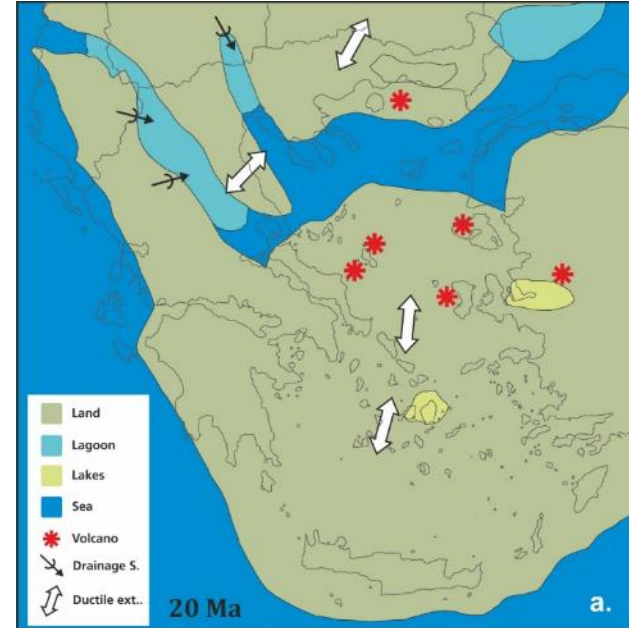 Land
Lagoon
Lakes
Sea
Volcano
Drainage S.
Ductile ext..
20 Ma
a.